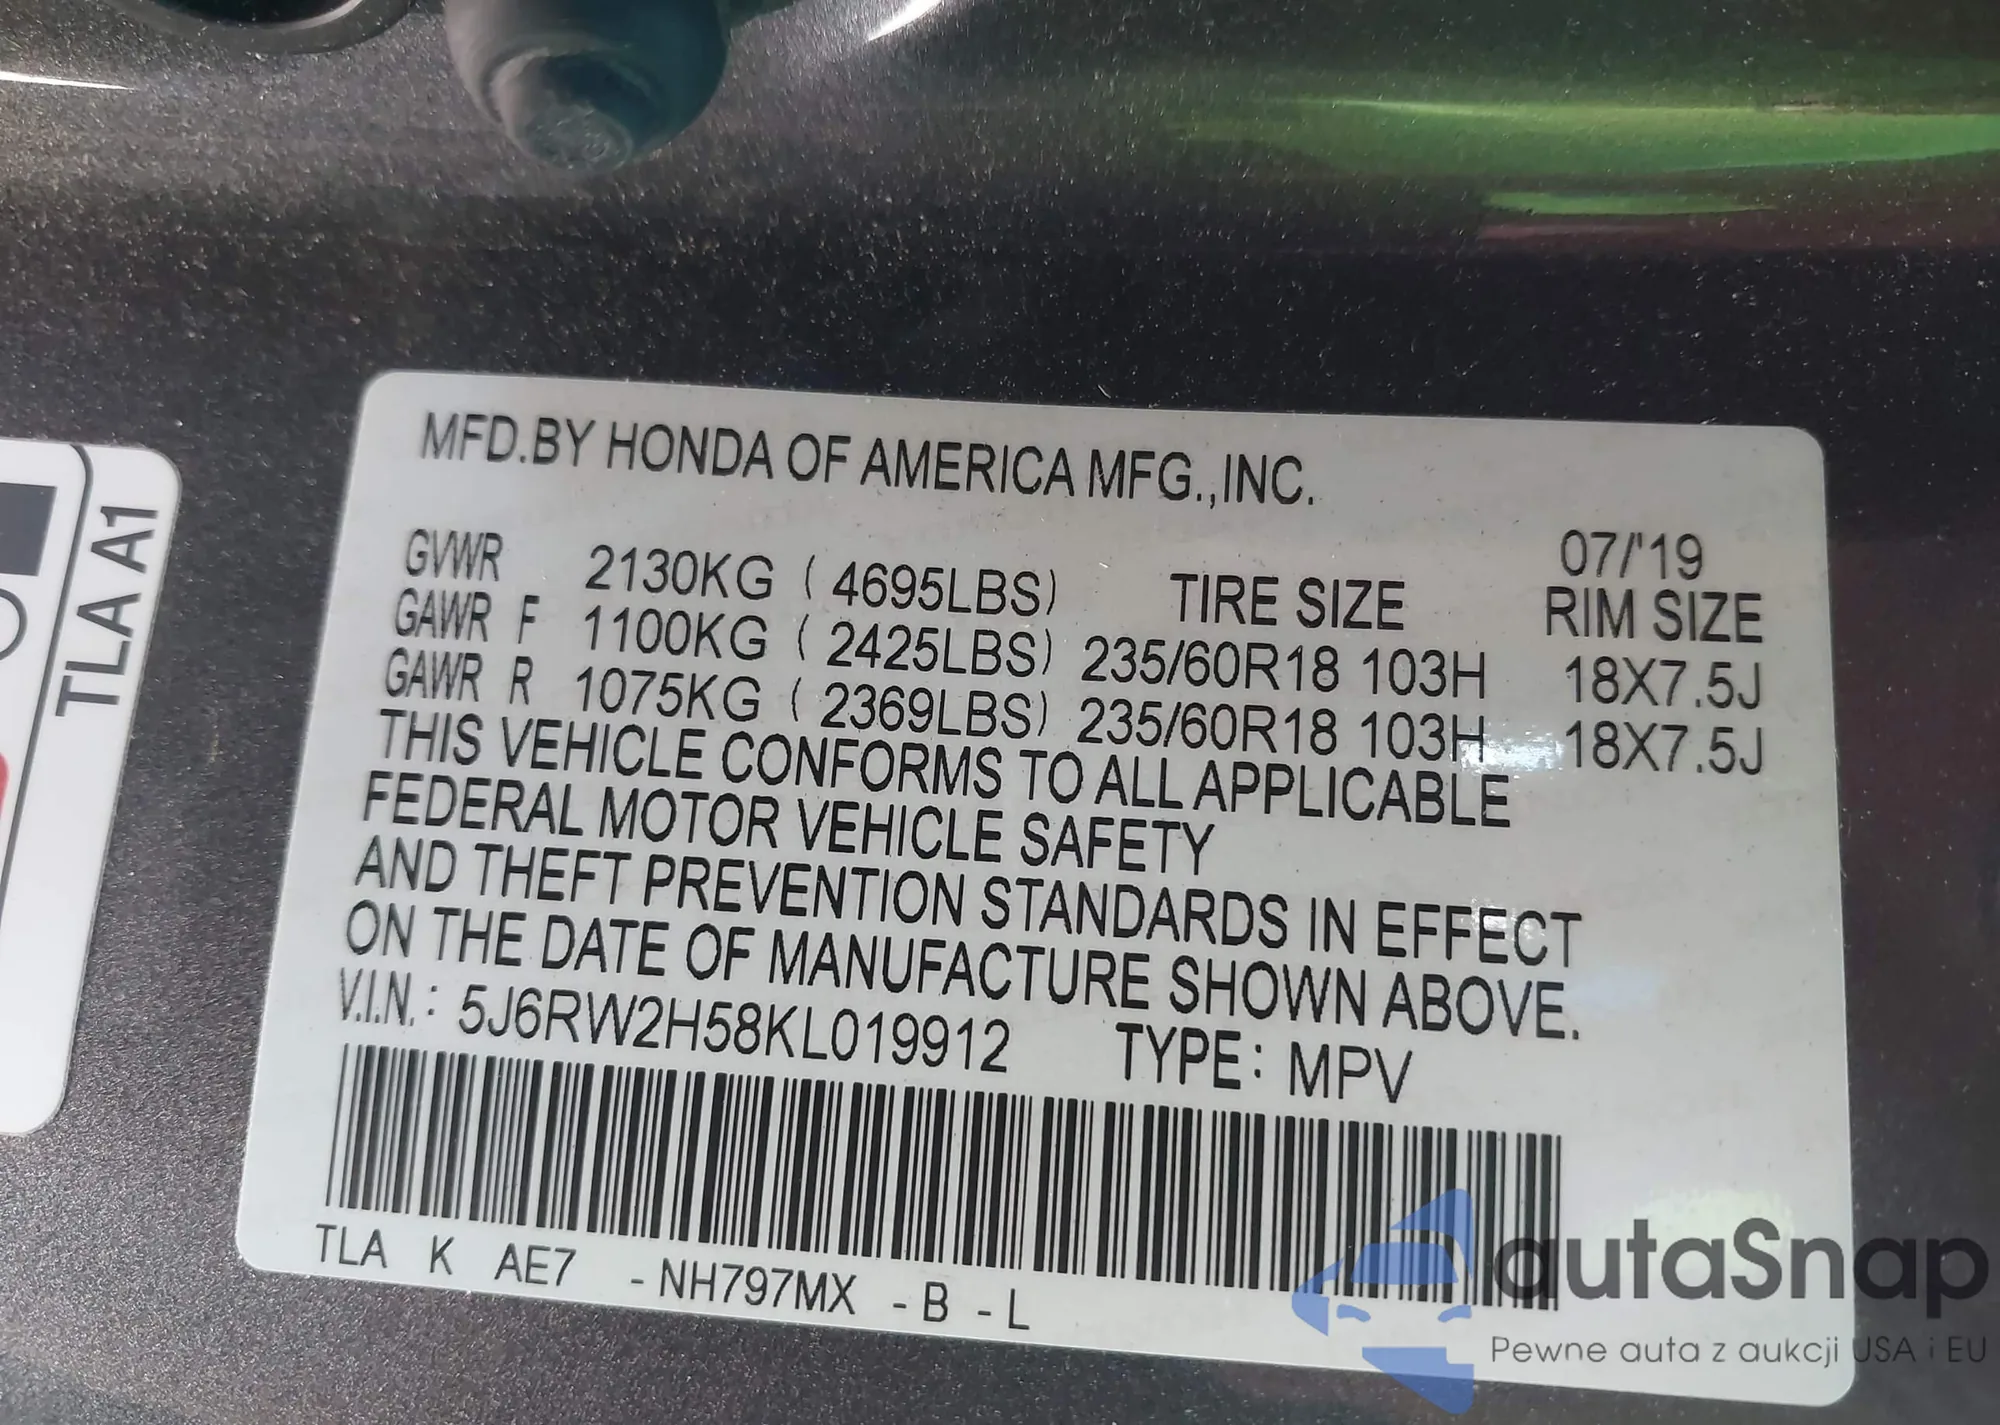 MFD.BY HONDA OF AMERICA MFG.,INC.
07/'19
GVWR 2130KG ( 4695LBS) TIRE SIZE RIM SIZE
GAWR F 1100KG ( 2425LBS) 235/60R18 103H 18X7.5J
GAWR R 1075KG ( 2369LBS) 235/60R18 103H 18X7.5J
THIS VEHICLE CONFORMS TO ALL APPLICABLE
FEDERAL MOTOR VEHICLE SAFETY
AND THEFT PREVENTION STANDARDS IN EFFECT
ON THE DATE OF MANUFACTURE SHOWN ABOVE.
V.I.N.: 5J6RW2H58KL019912 TYPE: MPV
TLA K AE7 -NH797MX -B -L
TLA A1
autaSnap
Pewne auta z aukcji USA i EU